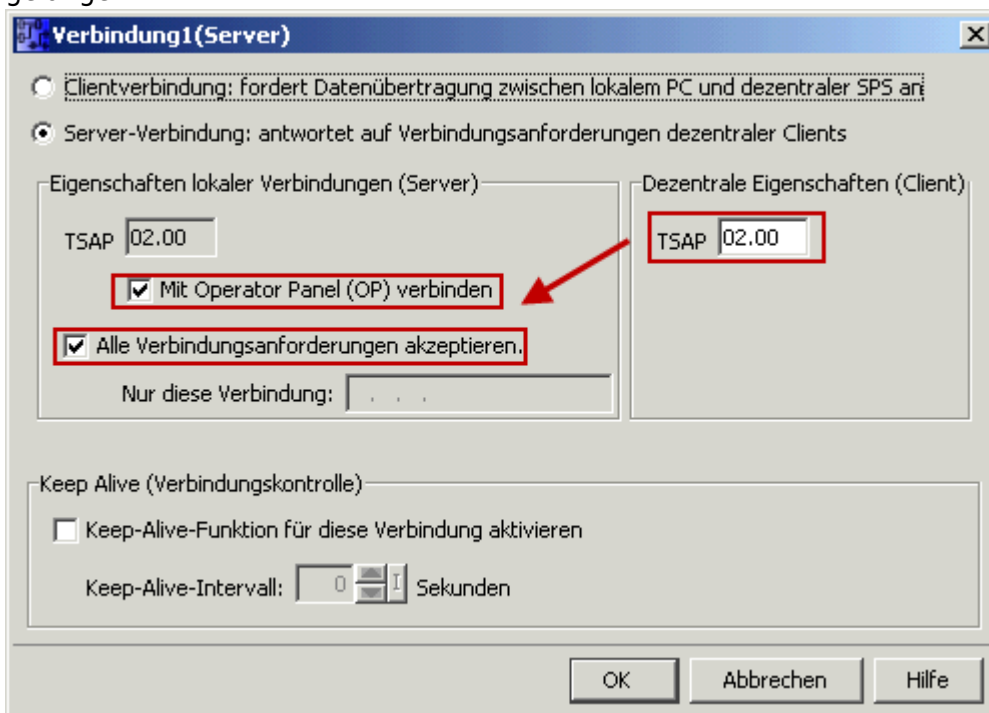 Verbindung1(Server)
Clientverbindung: fordert Datenübertragung zwischen lokalem PC und dezentraler SPS an
Server-Verbindung: antwortet auf Verbindungsanforderungen dezentraler Clients
Eigenschaften lokaler Verbindungen (Server)
TSAP 02.00
Mit Operator Panel (OP) verbinden
Alle Verbindungsanforderungen akzeptieren.
Nur diese Verbindung: . . .
Dezentrale Eigenschaften (Client)
TSAP 02.00
Keep Alive (Verbindungskontrolle)
Keep-Alive-Funktion für diese Verbindung aktivieren
Keep-Alive-Intervall: 0 Sekunden
OK Abbrechen Hilfe